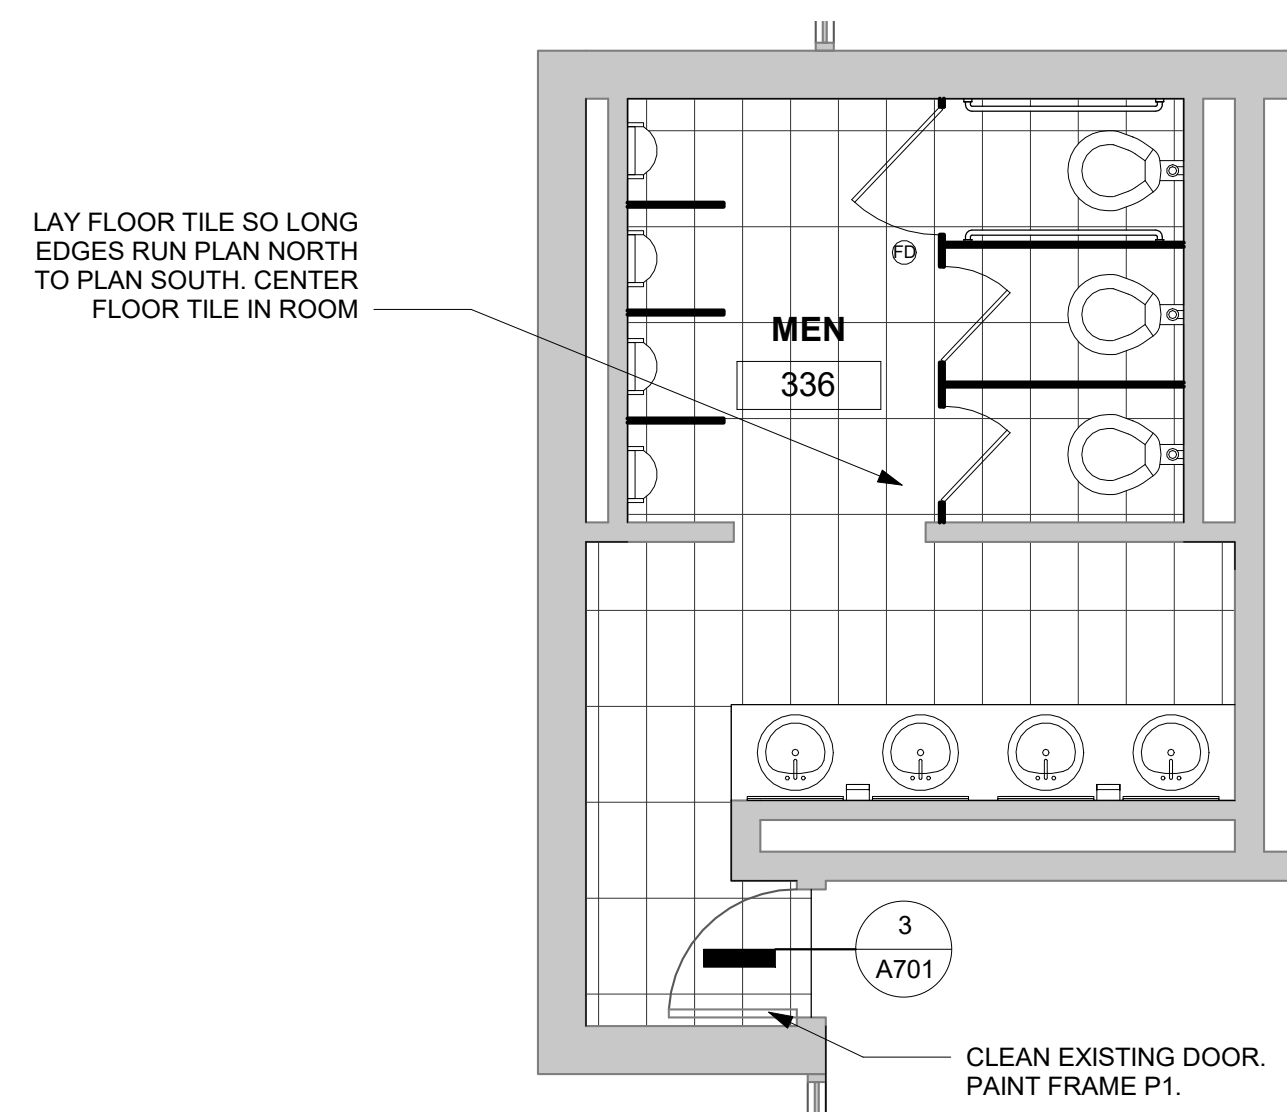 LAY FLOOR TILE SO LONG
EDGES RUN PLAN NORTH
TO PLAN SOUTH. CENTER
FLOOR TILE IN ROOM
FD
MEN
336
3
A701
CLEAN EXISTING DOOR.
PAINT FRAME P1.